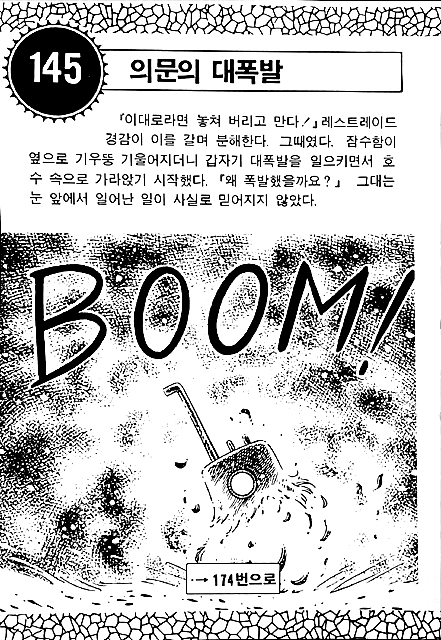 145
의문의 대폭발
『이대로라면 놓쳐 버리고 만다!』레스트레이드
경감이 이를 갈며 분해한다. 그때였다. 잠수함이
옆으로 기우뚱 기울어지더니 갑자기 대폭발을 일으키면서 호
수 속으로 가라앉기 시작했다. 『왜 폭발했을까요?』 그대는
눈 앞에서 일어난 일이 사실로 믿어지지 않았다.
BOOM!
→174번으로